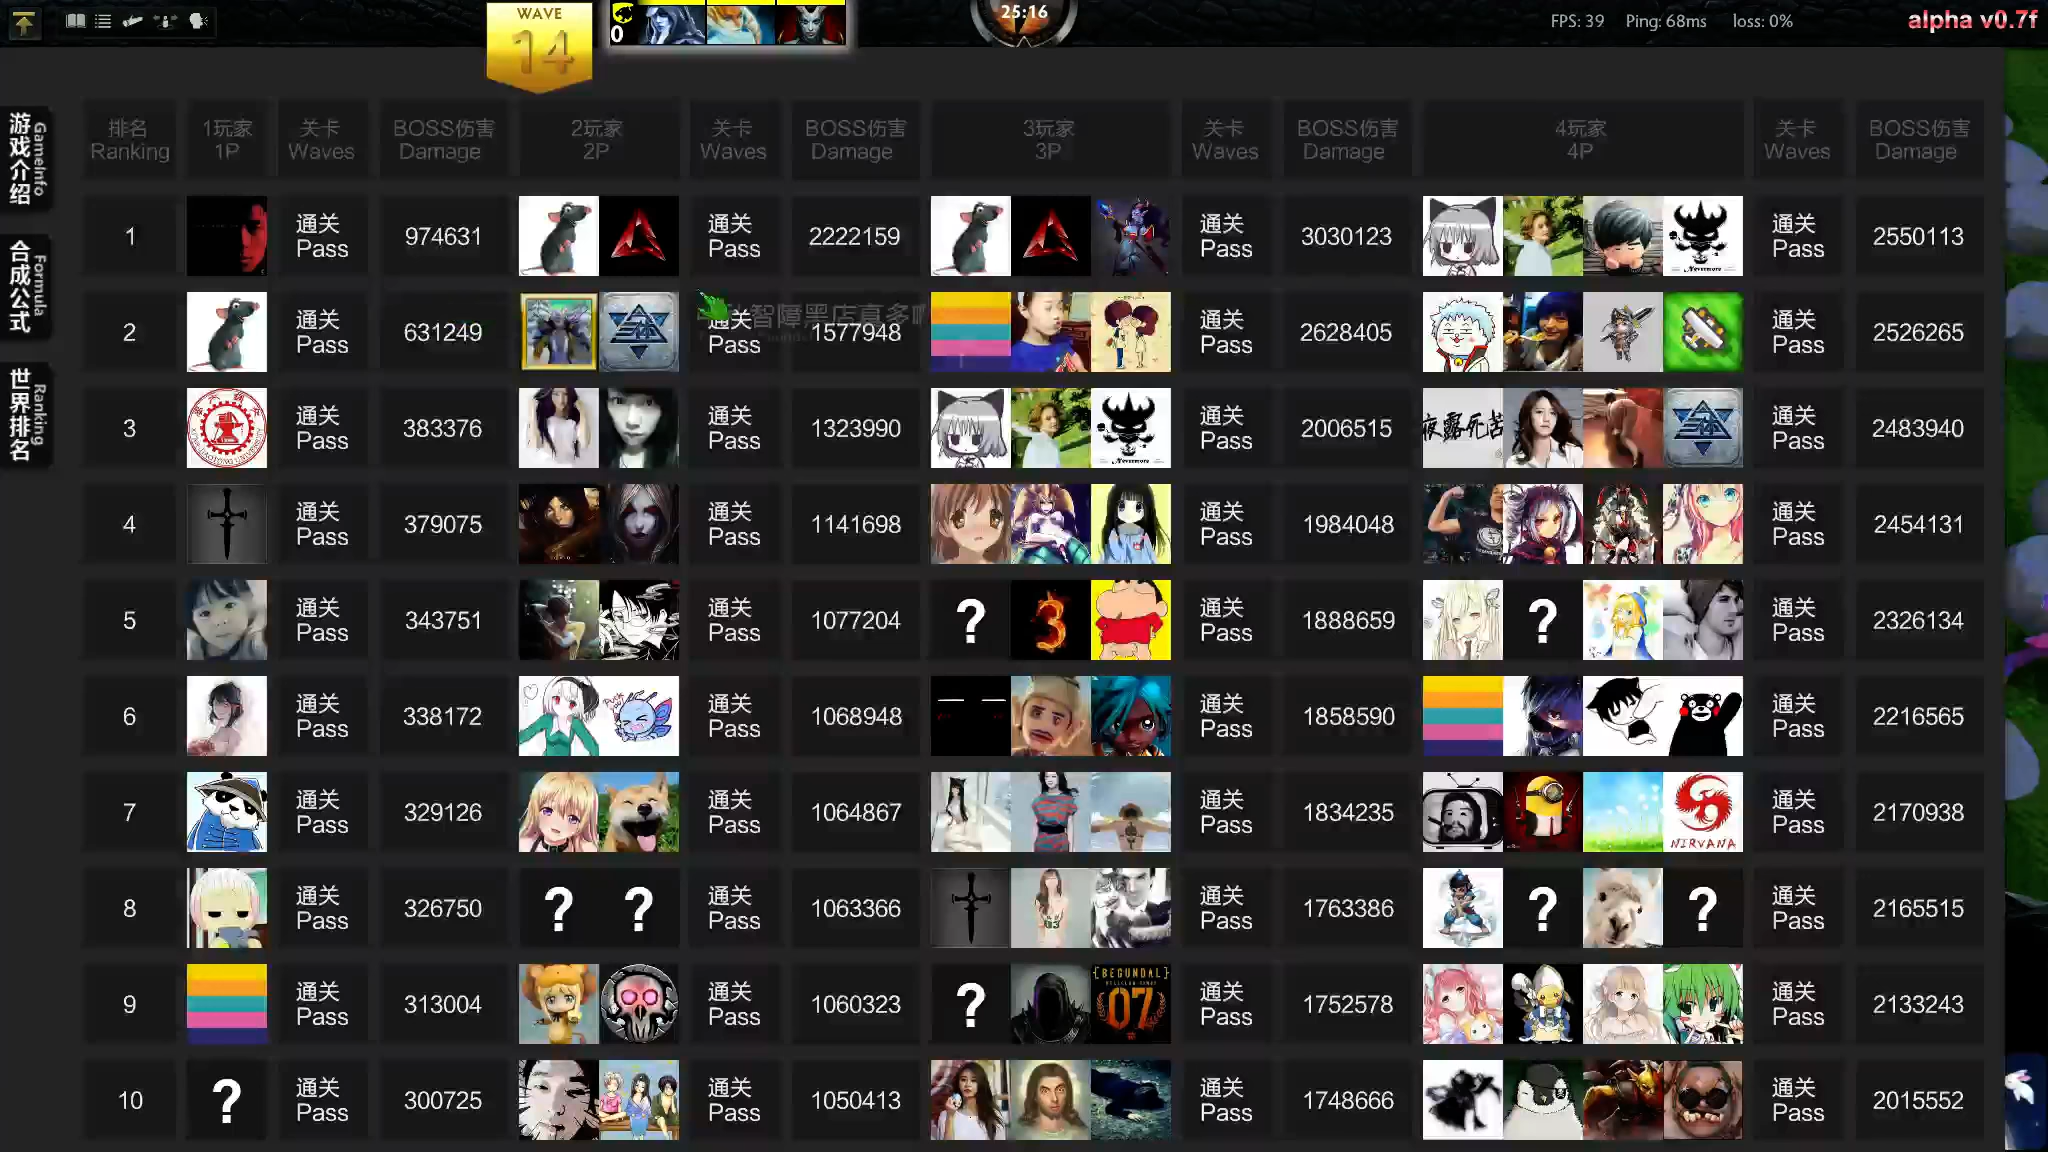 WAVE
14
0
25:16
FPS: 39 Ping: 68ms loss: 0%
alpha v0.7f
游戏介绍 GameInfo
合成公式 Formula
世界排名 Ranking
排名 1玩家 关卡 BOSS伤害 2玩家 关卡 BOSS伤害 3玩家 关卡 BOSS伤害 4玩家 关卡 BOSS伤害
Ranking 1P Waves Damage 2P Waves Damage 3P Waves Damage 4P Waves Damage
1 通关 Pass 974631 通关 Pass 2222159 通关 Pass 3030123 Nevermore 通关 Pass 2550113
2 通关 Pass 631249 三体 通关 Pass 1577948 通关 Pass 2628405 通关 Pass 2526265
智障黑店真多
3 通关 Pass 383376 通关 Pass 1323990 Nevermore 通关 Pass 2006515 夜露死苦 三体 通关 Pass 2483940
4 通关 Pass 379075 通关 Pass 1141698 通关 Pass 1984048 通关 Pass 2454131
5 通关 Pass 343751 通关 Pass 1077204 ? 3 通关 Pass 1888659 ? 通关 Pass 2326134
6 通关 Pass 338172 通关 Pass 1068948 通关 Pass 1858590 通关 Pass 2216565
7 通关 Pass 329126 通关 Pass 1064867 通关 Pass 1834235 NIRVANA 通关 Pass 2170938
8 通关 Pass 326750 ? ? 通关 Pass 1063366 通关 Pass 1763386 ? ? 通关 Pass 2165515
9 通关 Pass 313004 通关 Pass 1060323 ? BEGUNDAL 07 通关 Pass 1752578 通关 Pass 2133243
10 ? 通关 Pass 300725 通关 Pass 1050413 通关 Pass 1748666 通关 Pass 2015552